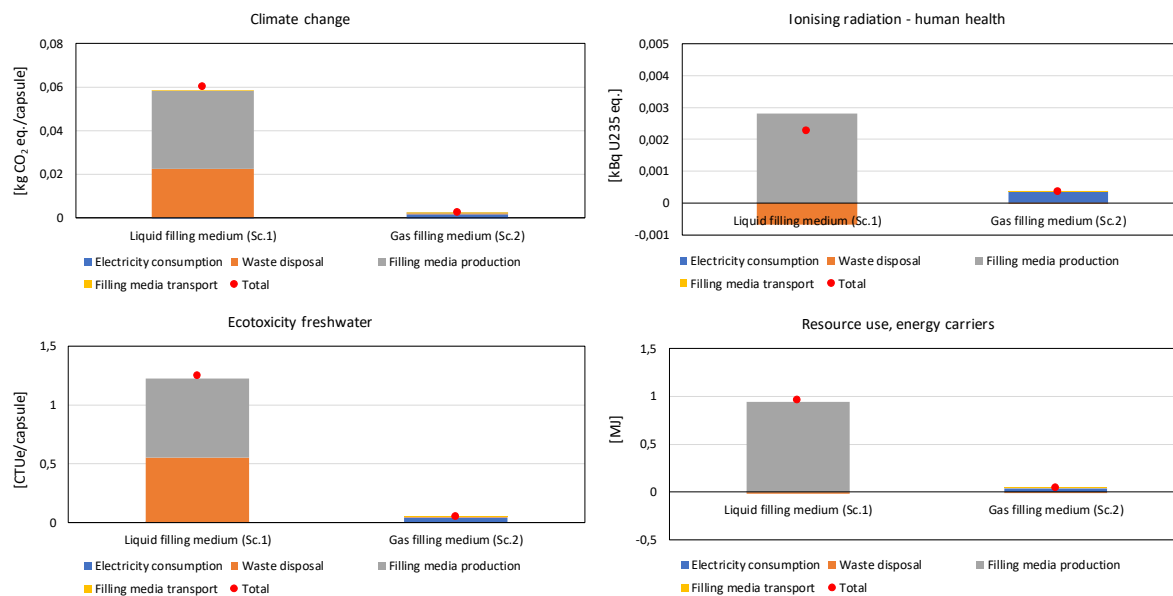 Climate change
[kg CO₂ eq./capsule]
0,08
0,06
0,04
0,02
0
Liquid filling medium (Sc.1) Gas filling medium (Sc.2)
Electricity consumption Waste disposal Filling media production
Filling media transport Total
Ionising radiation - human health
[kBq U235 eq.]
0,005
0,004
0,003
0,002
0,001
0
-0,001
Liquid filling medium (Sc.1) Gas filling medium (Sc.2)
Electricity consumption Waste disposal Filling media production
Filling media transport Total
Ecotoxicity freshwater
[CTUe/capsule]
1,5
1
0,5
0
Liquid filling medium (Sc.1) Gas filling medium (Sc.2)
Electricity consumption Waste disposal Filling media production
Filling media transport Total
Resource use, energy carriers
[MJ]
1,5
1
0,5
0
-0,5
Liquid filling medium (Sc.1) Gas filling medium (Sc.2)
Electricity consumption Waste disposal Filling media production
Filling media transport Total